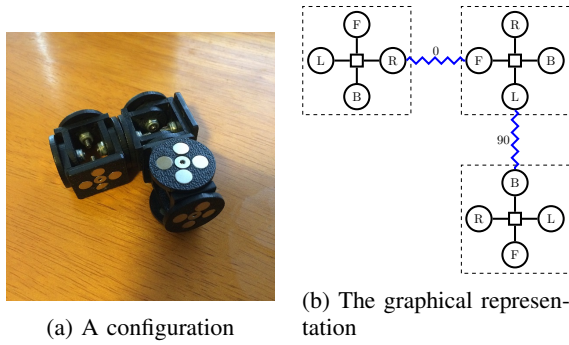 F
L
R
B
0
R
F
B
L
90
B
R
L
F
(a) A configuration
(b) The graphical represen-
tation